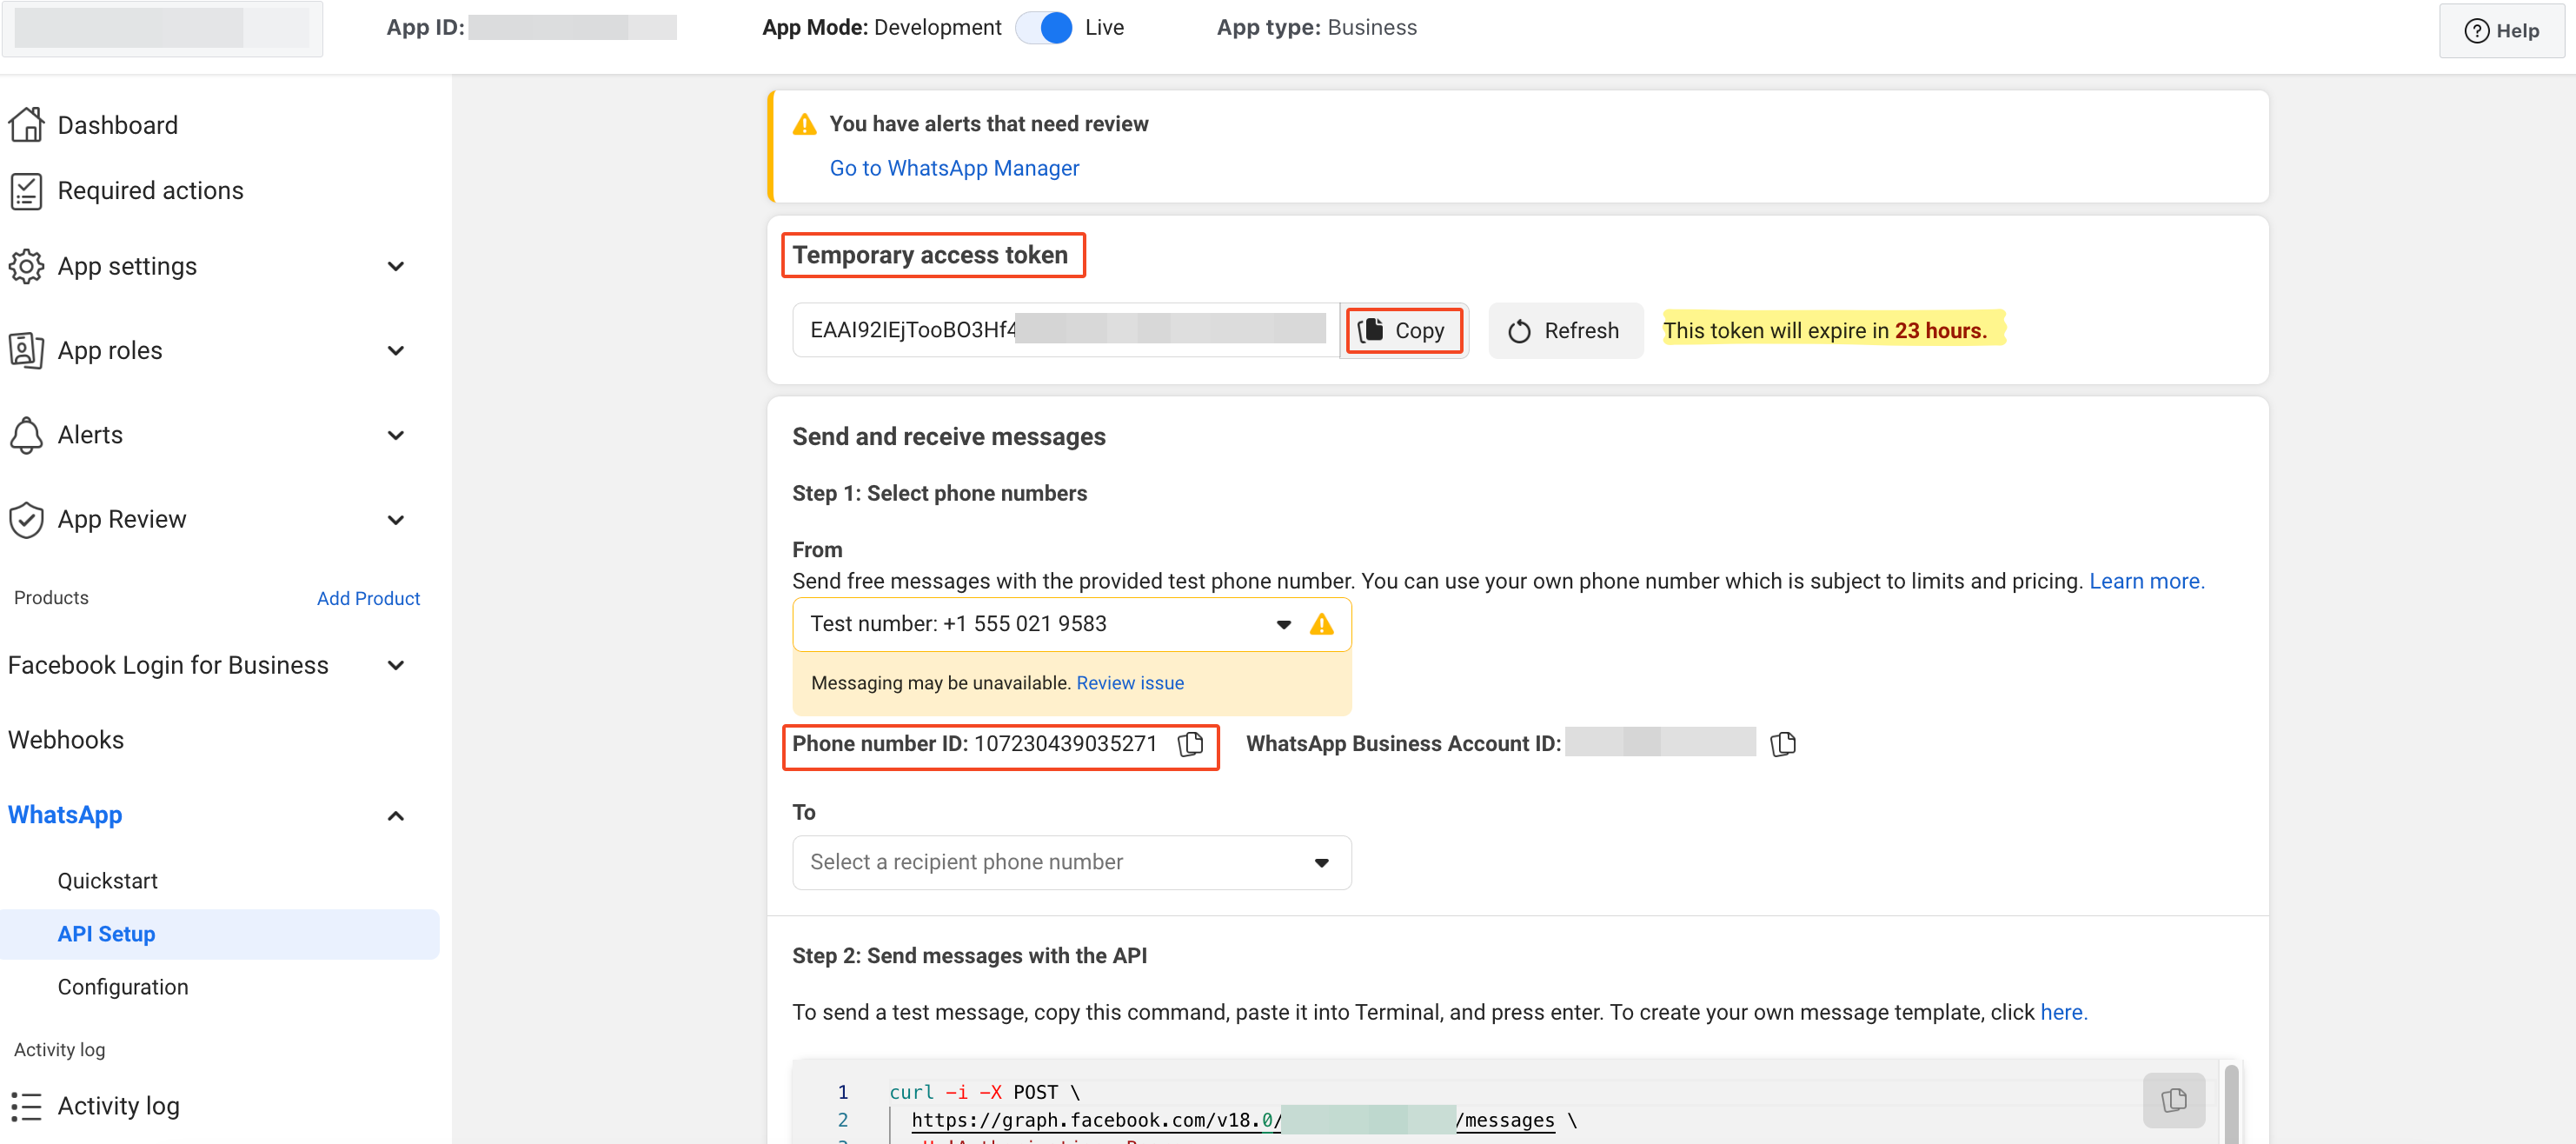 App ID:
App Mode: Development Live
App type: Business
Help
Dashboard
Required actions
App settings
App roles
Alerts
App Review
Products Add Product
Facebook Login for Business
Webhooks
WhatsApp
Quickstart
API Setup
Configuration
Activity log
Activity log
You have alerts that need review
Go to WhatsApp Manager
Temporary access token
EAAI92IEjTooBO3Hf4 Copy Refresh This token will expire in 23 hours.
Send and receive messages
Step 1: Select phone numbers
From
Send free messages with the provided test phone number. You can use your own phone number which is subject to limits and pricing. Learn more.
Test number: +1 555 021 9583
Messaging may be unavailable. Review issue
Phone number ID: 107230439035271 WhatsApp Business Account ID:
To
Select a recipient phone number
Step 2: Send messages with the API
To send a test message, copy this command, paste it into Terminal, and press enter. To create your own message template, click here.
1 curl -i -X POST \
2 https://graph.facebook.com/v18.0/ /messages \